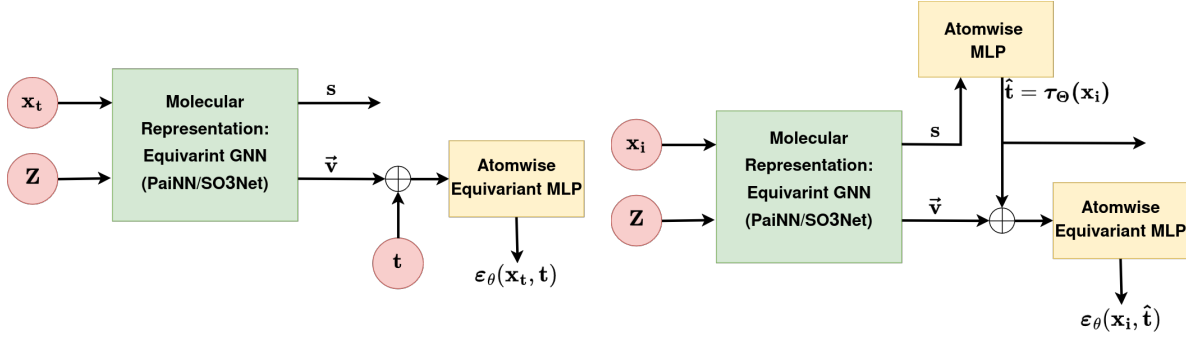 x_t
Z
Molecular
Representation:
Equivarint GNN
(PaiNN/SO3Net)
s
v⃗
t
Atomwise
Equivariant MLP
ε_θ(x_t, t)
x_i
Z
Molecular
Representation:
Equivarint GNN
(PaiNN/SO3Net)
s
v⃗
Atomwise
MLP
t̂ = τ_Θ(x_i)
Atomwise
Equivariant MLP
ε_θ(x_i, t̂)